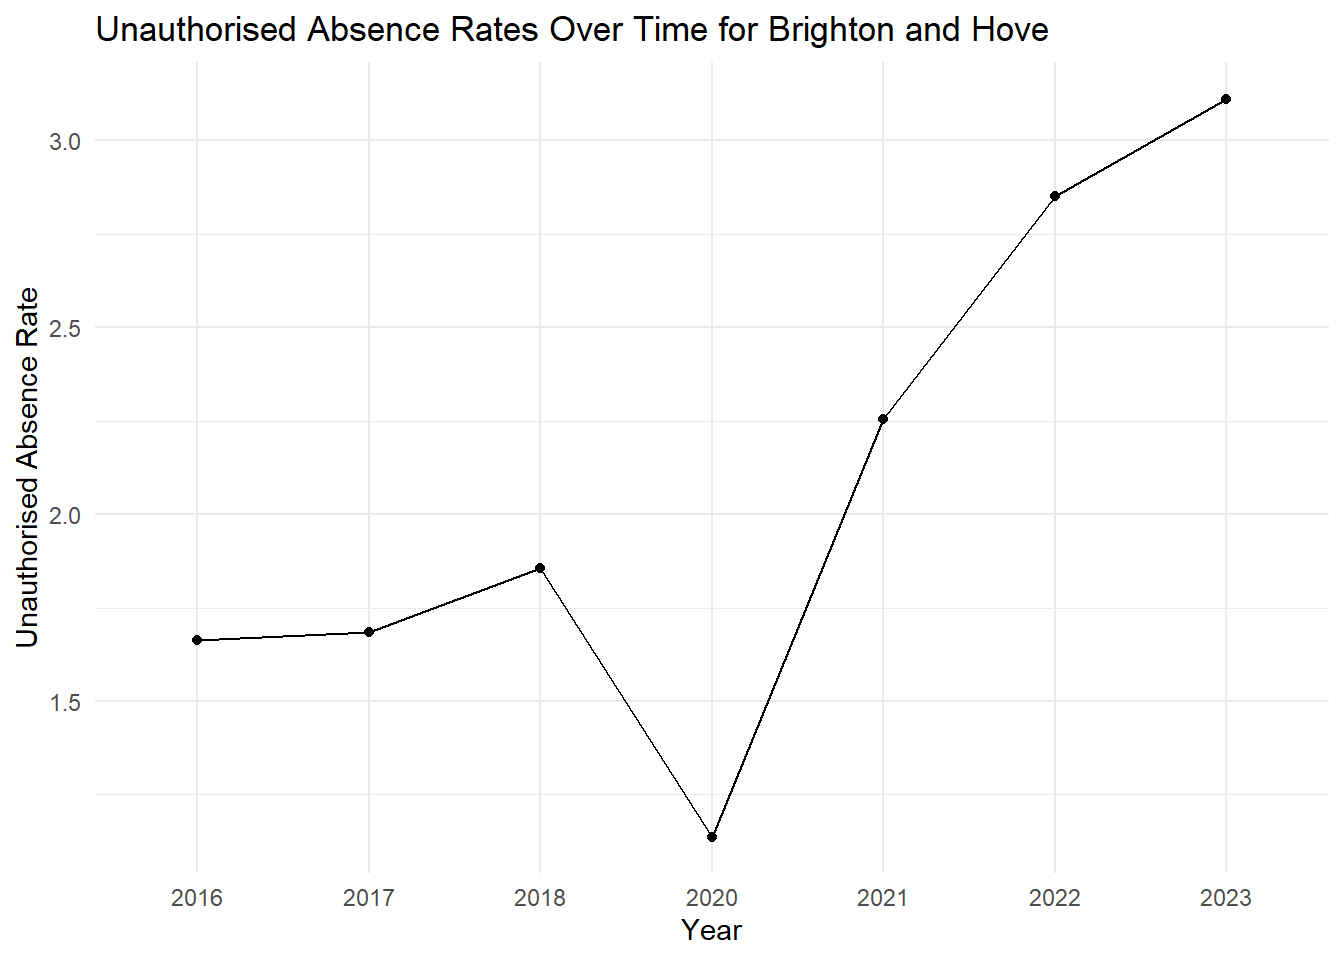 Unauthorised Absence Rates Over Time for Brighton and Hove
Unauthorised Absence Rate
3.0
2.5
2.0
1.5
2016 2017 2018 2020 2021 2022 2023
Year